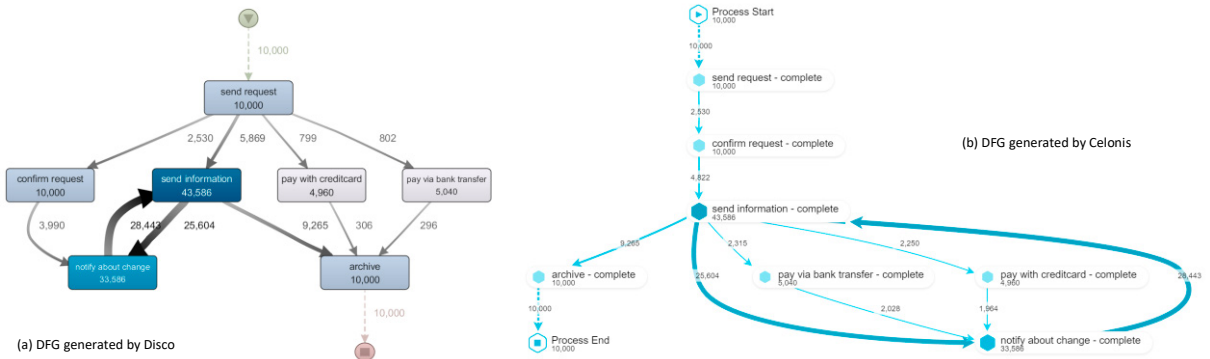 10,000
send request
10,000
2,530
5,869
799
802
confirm request
10,000
send information
43,586
pay with creditcard
4,960
pay via bank transfer
5,040
3,990
28,443
25,604
9,265
306
296
notify about change
33,586
archive
10,000
10,000
(a) DFG generated by Disco
Process Start
10,000
10,000
send request - complete
10,000
2,530
confirm request - complete
10,000
(b) DFG generated by Celonis
4,822
send information - complete
43,586
9,265
2,315
2,250
archive - complete
10,000
25,604
pay via bank transfer - complete
5,040
pay with creditcard - complete
4,960
28,443
10,000
2,028
1,964
Process End
10,000
notify about change - complete
33,586